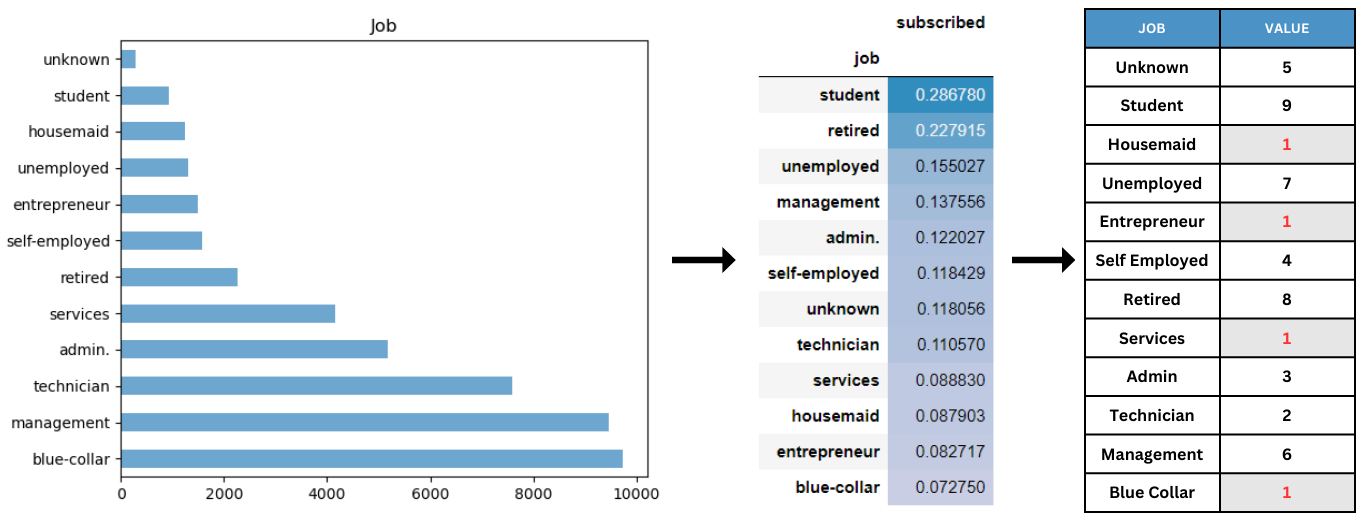 Job
unknown
student
housemaid
unemployed
entrepreneur
self-employed
retired
services
admin.
technician
management
blue-collar
0 2000 4000 6000 8000 10000
subscribed
job
student 0.286780
retired 0.227915
unemployed 0.155027
management 0.137556
admin. 0.122027
self-employed 0.118429
unknown 0.118056
technician 0.110570
services 0.088830
housemaid 0.087903
entrepreneur 0.082717
blue-collar 0.072750
JOB VALUE
Unknown 5
Student 9
Housemaid 1
Unemployed 7
Entrepreneur 1
Self Employed 4
Retired 8
Services 1
Admin 3
Technician 2
Management 6
Blue Collar 1